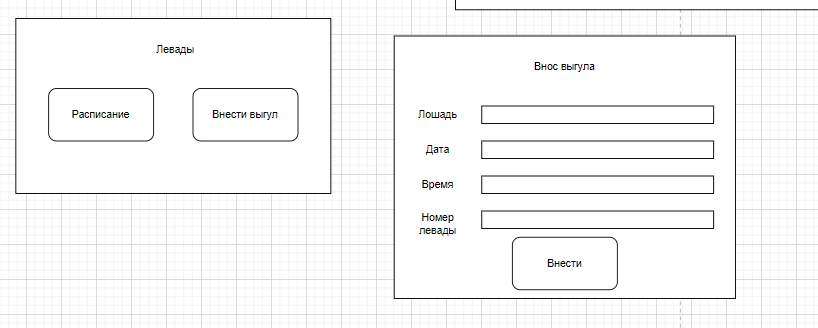 Левады
Расписание
Внести выгул
Внос выгула
Лошадь
Дата
Время
Номер
левады
Внести